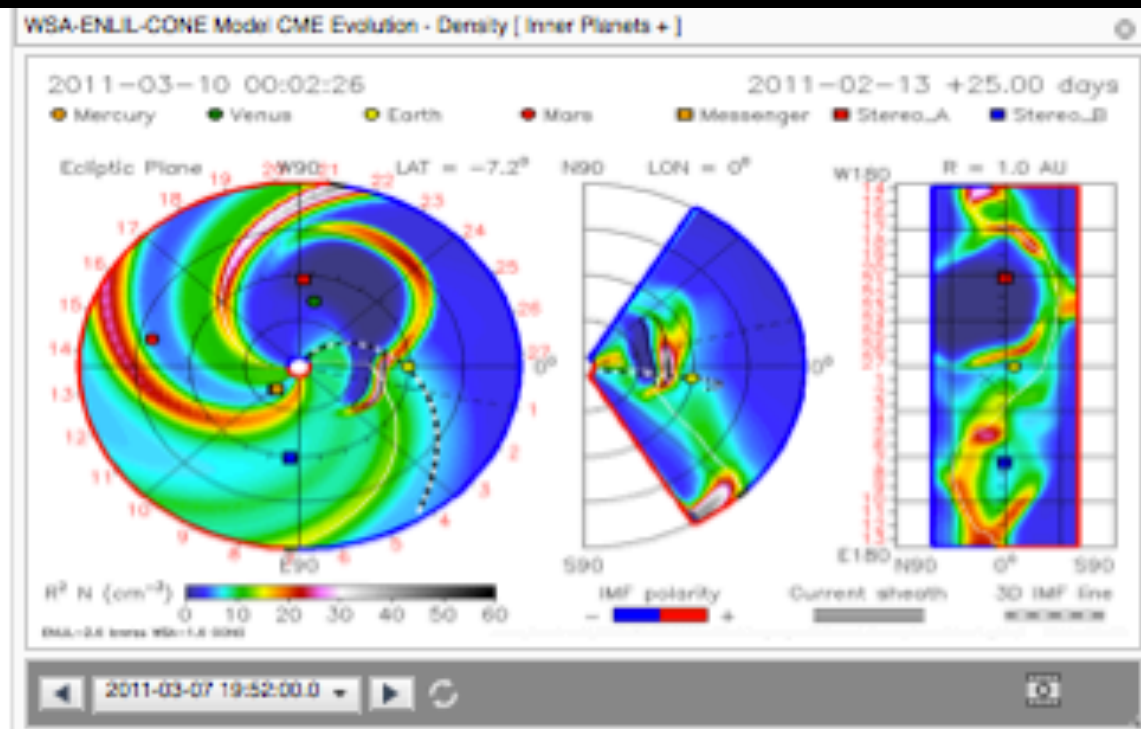 WSA-ENLIL-CONE Model CME Evolution - Density [ Inner Planets + ]
2011-03-10 00:02:26 2011-02-13 +25.00 days
Mercury Venus Earth Mars Messenger Stereo_A Stereo_B
Ecliptic Plane W90 LAT = -7.2° N90 LON = 0° W180 R = 1.0 AU
19 20 21 22
18 23
17 24
16 25
15 26
14 27 0° 0°
13 1
12 2
11 3
10 4
9 8 6 5
E90 S90 E180 N90 0° S90
R² N (cm⁻³) 0 10 20 30 40 50 60
IMF polarity Current sheath 3D IMF line
- +
2011-03-07 19:52:00.0